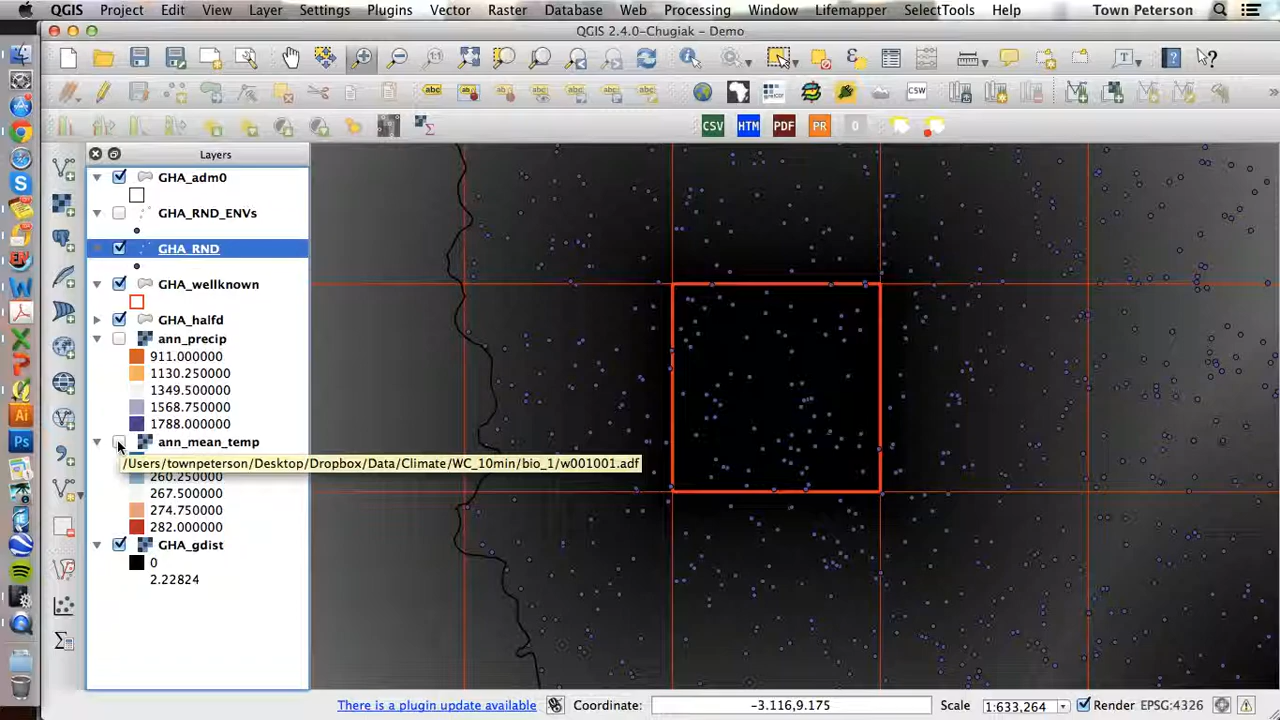 QGIS Project Edit View Layer Settings Plugins Vector Raster Database Web Processing Window Lifemapper SelectTools Help Town Peterson
QGIS 2.4.0-Chugiak - Demo
CSW
CSV HTM PDF PR 0
Layers
GHA_adm0
GHA_RND_ENVs
GHA_RND
GHA_wellknown
GHA_halfd
ann_precip
911.000000
1130.250000
1349.500000
1568.750000
1788.000000
ann_mean_temp
/Users/townpeterson/Desktop/Dropbox/Data/Climate/WC_10min/bio_1/w001001.adf
260.250000
267.500000
274.750000
282.000000
GHA_gdist
0
2.22824
There is a plugin update available Coordinate: -3.116,9.175 Scale 1:633,264 Render EPSG:4326